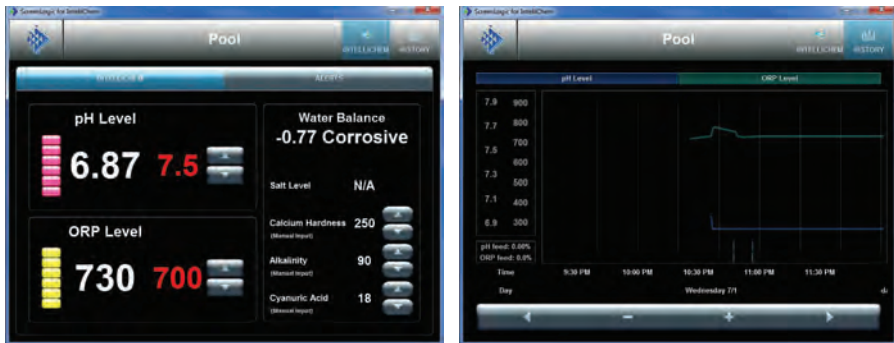 ScreenLogic for IntelliChem
Pool
INTELLICHEM
HISTORY
INTELLICHEM
ALERTS
pH Level
6.87 7.5
ORP Level
730 700
Water Balance
-0.77 Corrosive
Salt Level N/A
Calcium Hardness 250
(Manual Input)
Alkalinity 90
(Manual Input)
Cyanuric Acid 18
(Manual Input)
ScreenLogic for IntelliChem
Pool
INTELLICHEM
HISTORY
pH Level
ORP Level
7.9 900
7.7 800
700
7.5
600
7.3
500
7.1 400
6.9 300
pH feed: 0.00%
ORP feed: 0.0%
Time 9:30 PM 10:00 PM 10:30 PM 11:00 PM 11:30 PM
Day Wednesday 7/1